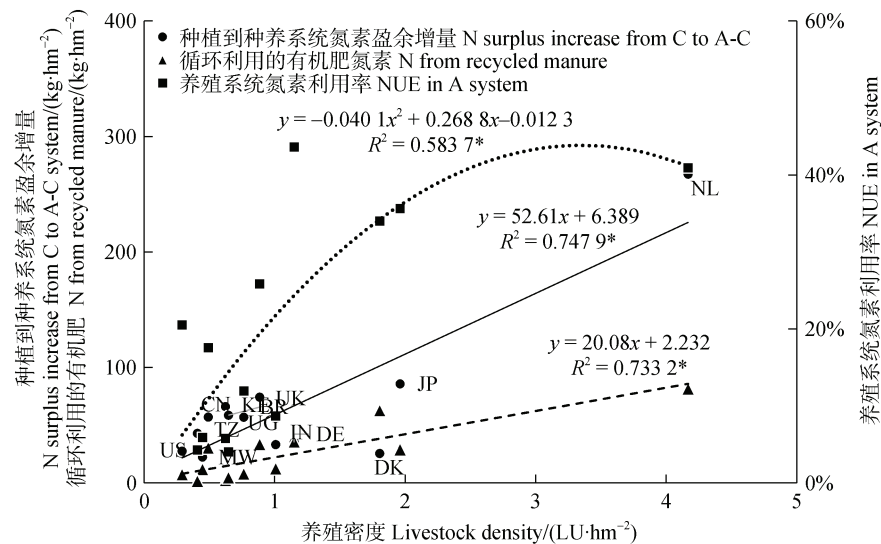 种植到种养系统氮素盈余增量
N surplus increase from C to A-C system/(kg·hm⁻²)
循环利用的有机肥 N from recycled manure/(kg·hm⁻²)
400
300
200
100
0
● 种植到种养系统氮素盈余增量 N surplus increase from C to A-C
▲ 循环利用的有机肥氮素 N from recycled manure
■ 养殖系统氮素利用率 NUE in A system
y = –0.040 1x² + 0.268 8x–0.012 3
R² = 0.583 7*
NL
y = 52.61x + 6.389
R² = 0.747 9*
y = 20.08x + 2.232
R² = 0.733 2*
JP
CN
UK
BR
UG
TZ
IN
DE
US
MW
DK
60%
40%
20%
0%
养殖系统氮素利用率 NUE in A system
0 1 2 3 4 5
养殖密度 Livestock density/(LU·hm⁻²)